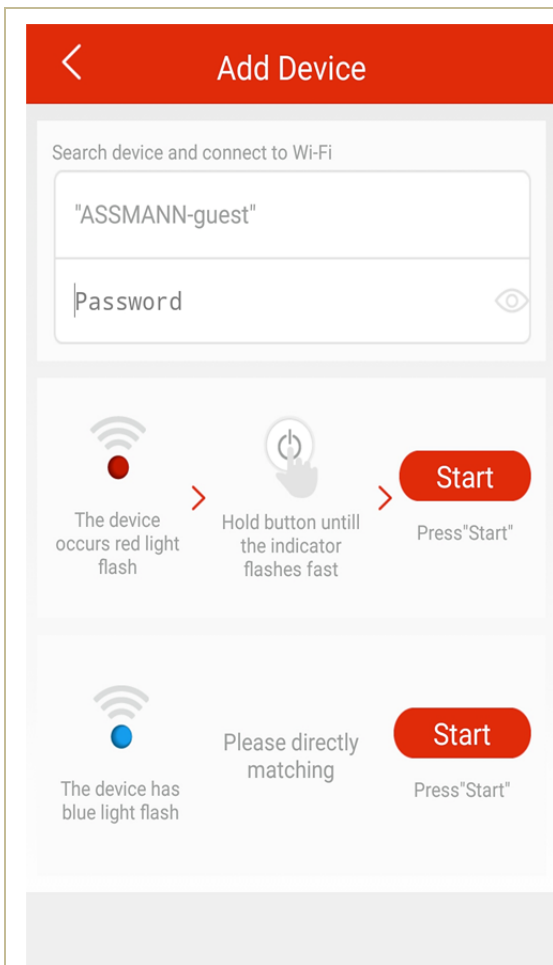 Add Device
Search device and connect to Wi-Fi
"ASSMANN-guest"
Password
The device
occurs red light
flash
Hold button untill
the indicator
flashes fast
Start
Press"Start"
The device has
blue light flash
Please directly
matching
Start
Press"Start"